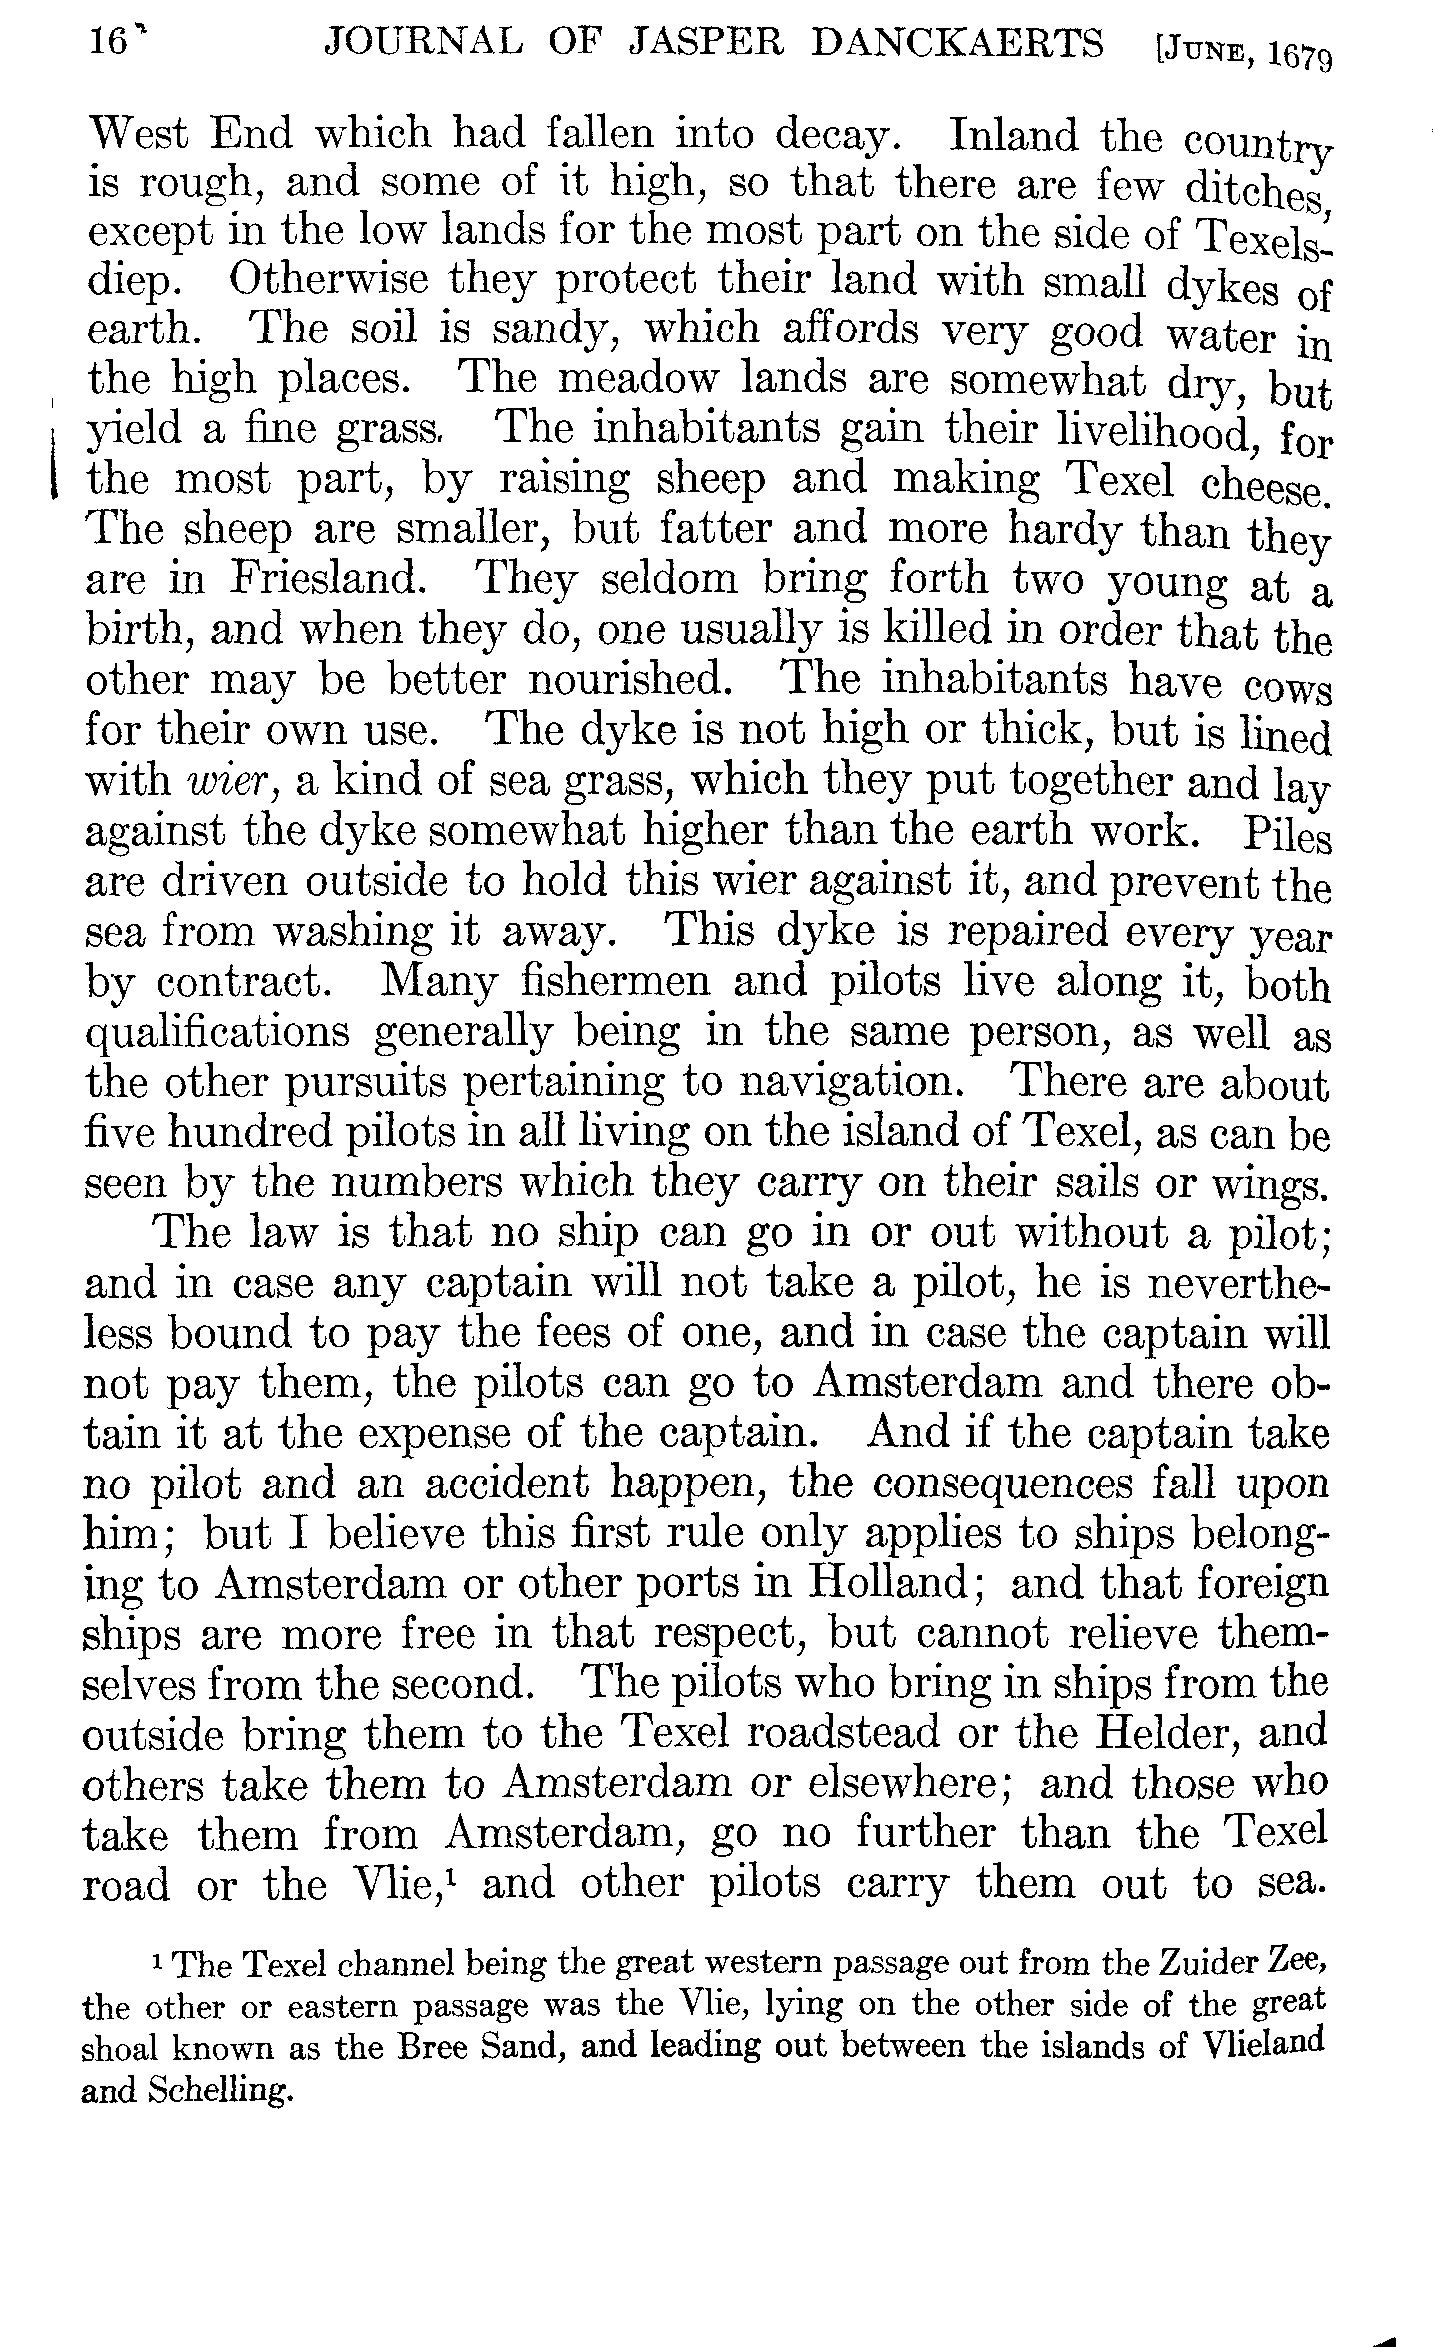 16 JOURNAL OF JASPER DANCKAERTS [JUNE, 1679
West End which had fallen into decay. Inland the country
is rough, and some of it high, so that there are few ditches,
except in the low lands for the most part on the side of Texels-
diep. Otherwise they protect their land with small dykes of
earth. The soil is sandy, which affords very good water in
the high places. The meadow lands are somewhat dry, but
yield a fine grass. The inhabitants gain their livelihood, for
the most part, by raising sheep and making Texel cheese.
The sheep are smaller, but fatter and more hardy than they
are in Friesland. They seldom bring forth two young at a
birth, and when they do, one usually is killed in order that the
other may be better nourished. The inhabitants have cows
for their own use. The dyke is not high or thick, but is lined
with wier, a kind of sea grass, which they put together and lay
against the dyke somewhat higher than the earth work. Piles
are driven outside to hold this wier against it, and prevent the
sea from washing it away. This dyke is repaired every year
by contract. Many fishermen and pilots live along it, both
qualifications generally being in the same person, as well as
the other pursuits pertaining to navigation. There are about
five hundred pilots in all living on the island of Texel, as can be
seen by the numbers which they carry on their sails or wings.
The law is that no ship can go in or out without a pilot;
and in case any captain will not take a pilot, he is neverthe-
less bound to pay the fees of one, and in case the captain will
not pay them, the pilots can go to Amsterdam and there ob-
tain it at the expense of the captain. And if the captain take
no pilot and an accident happen, the consequences fall upon
him; but I believe this first rule only applies to ships belong-
ing to Amsterdam or other ports in Holland; and that foreign
ships are more free in that respect, but cannot relieve them-
selves from the second. The pilots who bring in ships from the
outside bring them to the Texel roadstead or the Helder, and
others take them to Amsterdam or elsewhere; and those who
take them from Amsterdam, go no further than the Texel
road or the Vlie,¹ and other pilots carry them out to sea.
¹ The Texel channel being the great western passage out from the Zuider Zee,
the other or eastern passage was the Vlie, lying on the other side of the great
shoal known as the Bree Sand, and leading out between the islands of Vlieland
and Schelling.